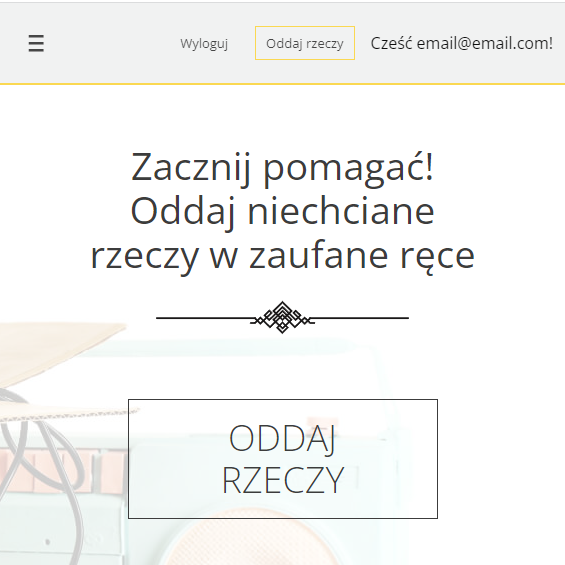 Wyloguj Oddaj rzeczy Cześć email@email.com!
Zacznij pomagać!
Oddaj niechciane
rzeczy w zaufane ręce
ODDAJ
RZECZY